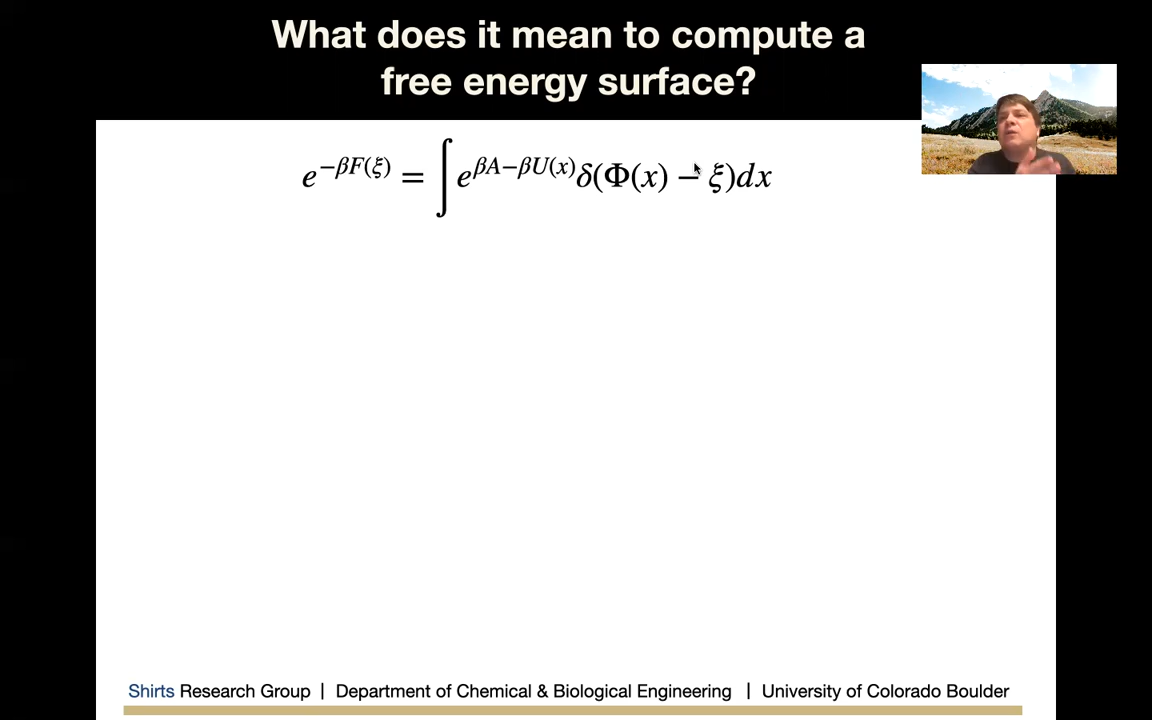 What does it mean to compute a
free energy surface?
e^{−βF(ξ)} = ∫ e^{βA−βU(x)}δ(Φ(x) − ξ)dx
Shirts Research Group | Department of Chemical & Biological Engineering | University of Colorado Boulder